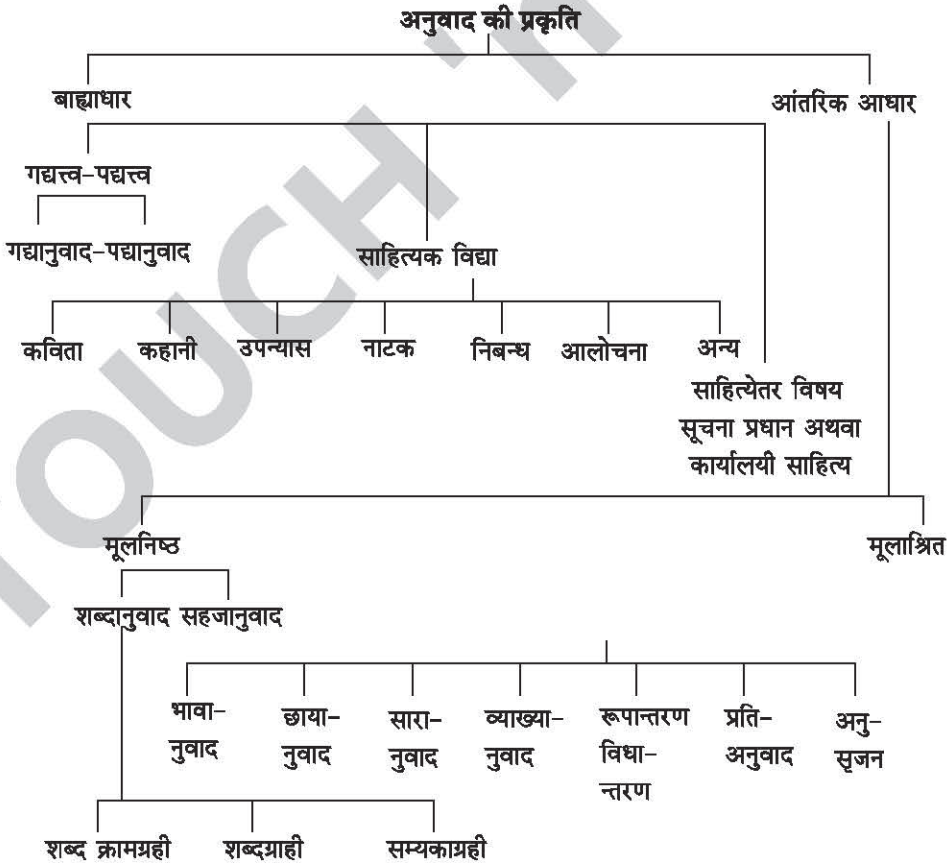 अनुवाद की प्रकृति
बाह्याधार
आंतरिक आधार
गद्यत्त्व-पद्यत्त्व
गद्यानुवाद-पद्यानुवाद
साहित्यक विद्या
कविता कहानी उपन्यास नाटक निबन्ध आलोचना अन्य
साहित्येतर विषय
सूचना प्रधान अथवा
कार्यालयी साहित्य
मूलनिष्ठ
मूलाश्रित
शब्दानुवाद सहजानुवाद
भावा-
नुवाद
छाया-
नुवाद
सारा-
नुवाद
व्याख्या-
नुवाद
रूपान्तरण
विधा-
न्तरण
प्रति-
अनुवाद
अनु-
सृजन
शब्द क्रामग्रही शब्दग्राही सम्यकाग्रही
TOUCH 'n